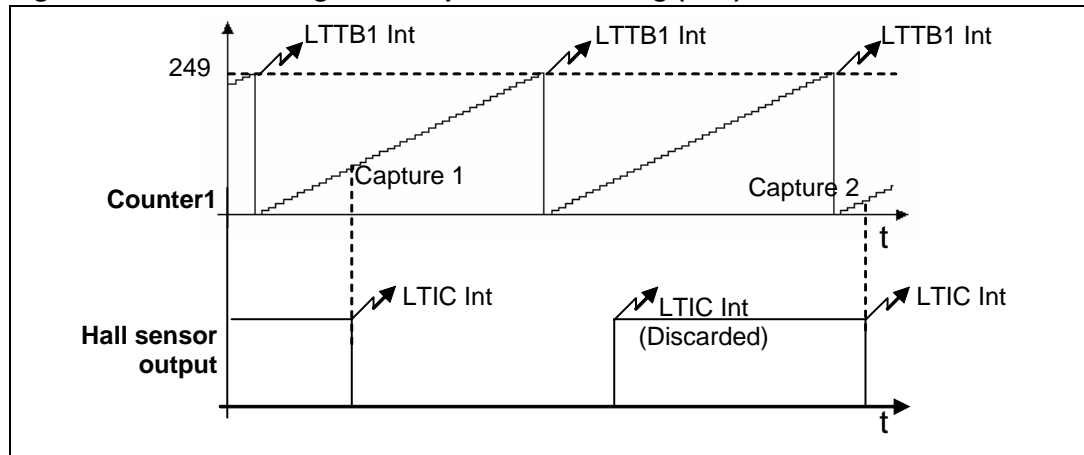 LTTB1 Int LTTB1 Int LTTB1 Int
249
Capture 1
Capture 2
Counter1
t
LTIC Int LTIC Int LTIC Int
(Discarded)
Hall sensor
output
t